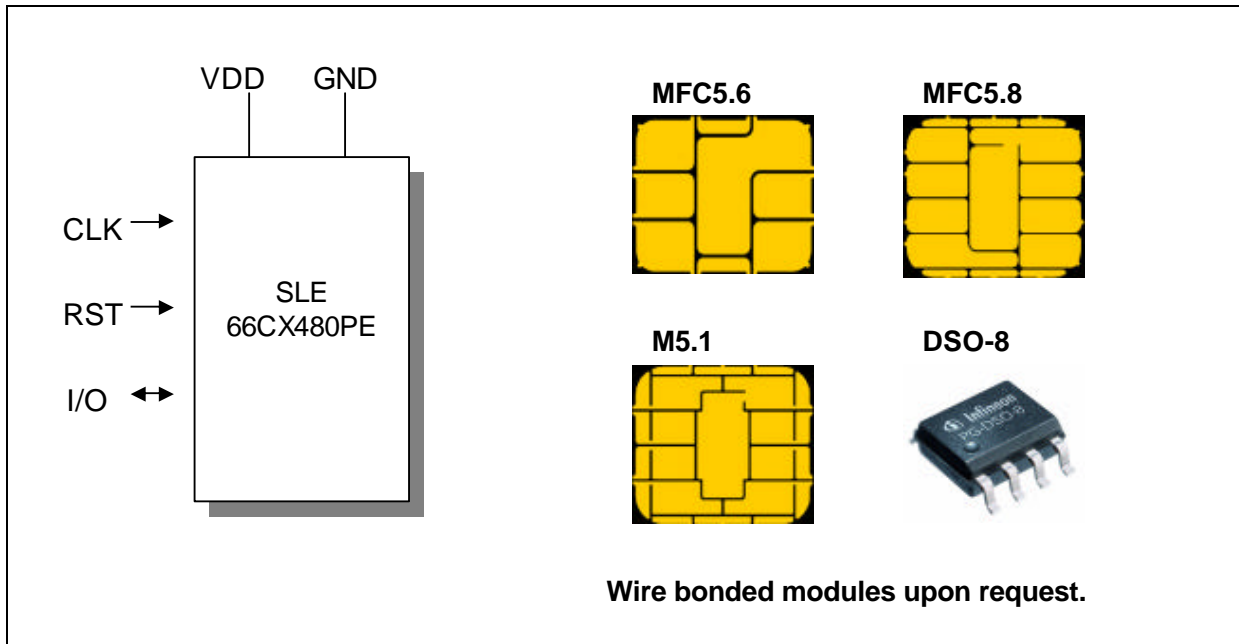 VDD GND
CLK
RST
I/O
SLE
66CX480PE
MFC5.6 MFC5.8
M5.1 DSO-8
Infineon
PG-DSO-8
Wire bonded modules upon request.